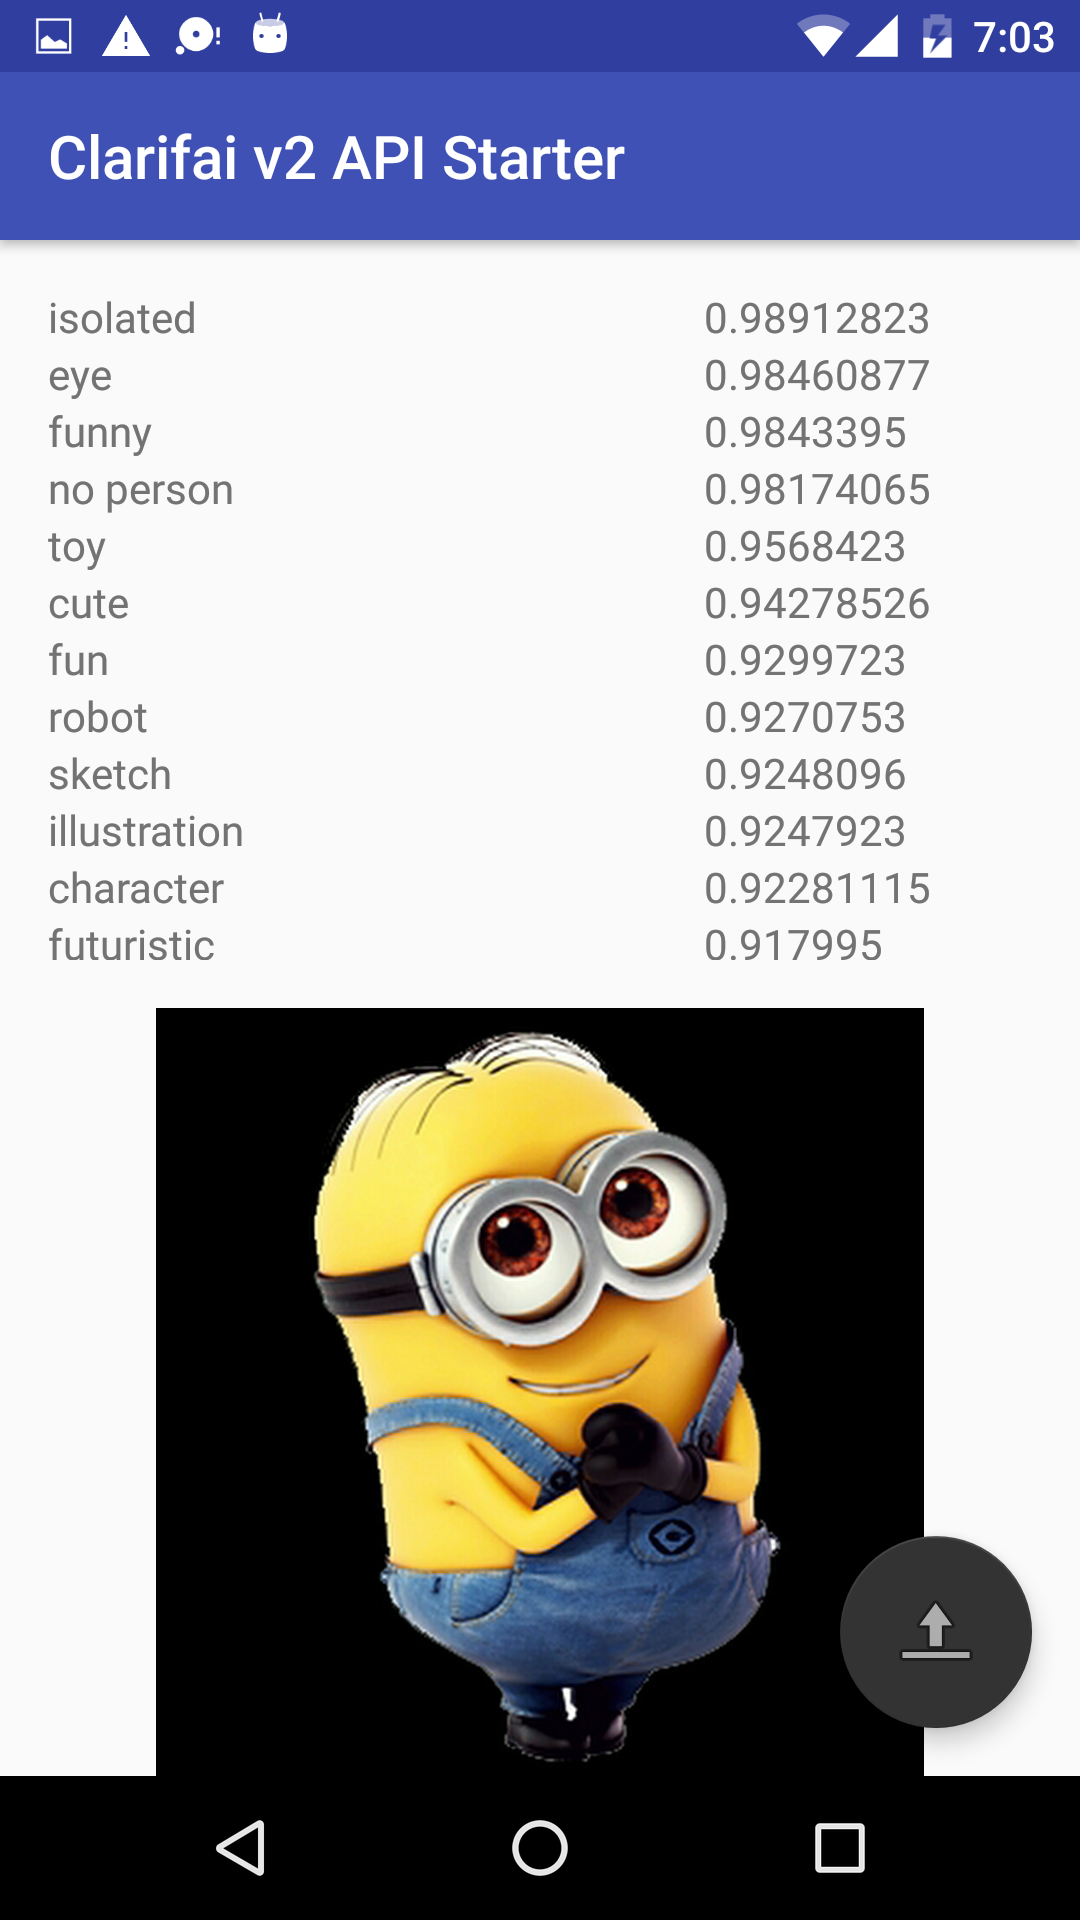 7:03
Clarifai v2 API Starter
isolated 0.98912823
eye 0.98460877
funny 0.9843395
no person 0.98174065
toy 0.9568423
cute 0.94278526
fun 0.9299723
robot 0.9270753
sketch 0.9248096
illustration 0.9247923
character 0.92281115
futuristic 0.917995